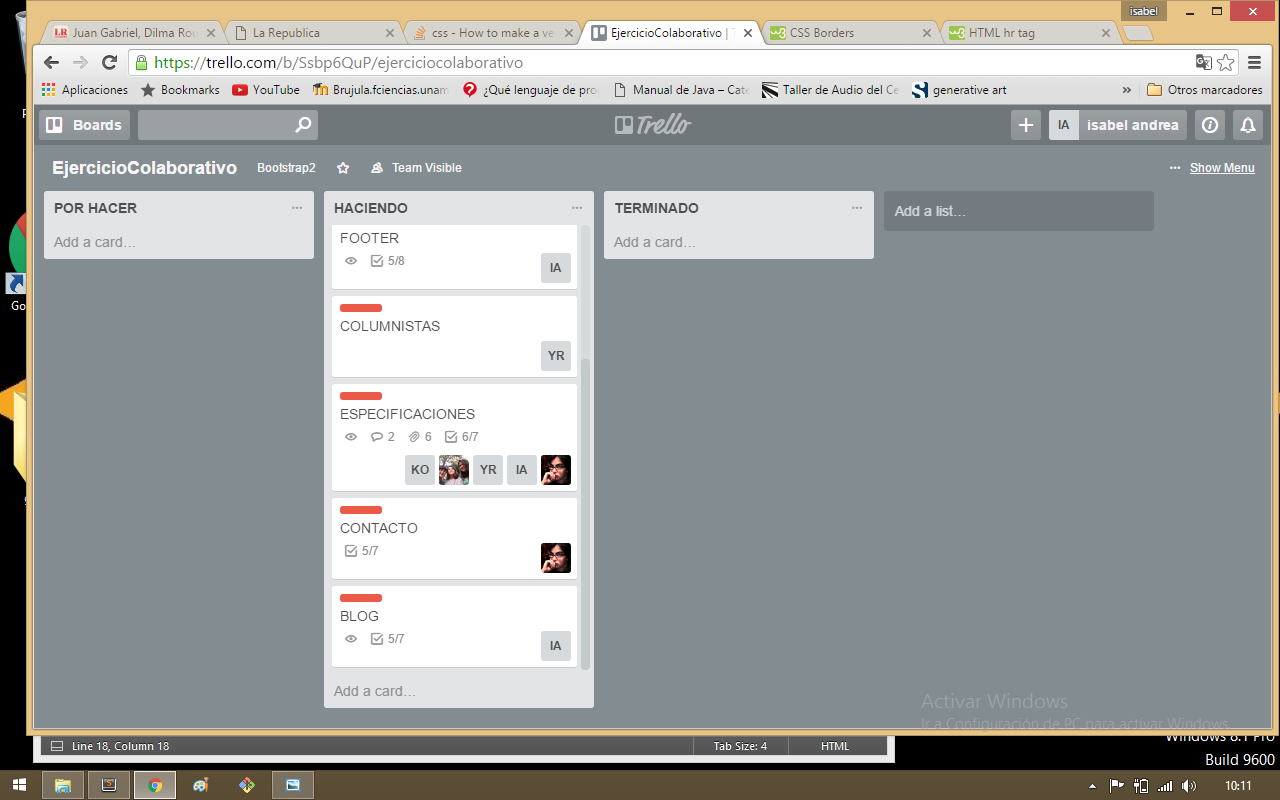 isabel
Juan Gabriel, Dilma Rou
La Republica
css - How to make a ve
EjercicioColaborativo | T
CSS Borders
HTML hr tag
https://trello.com/b/Ssbp6QuP/ejerciciocolaborativo
Aplicaciones
Bookmarks
YouTube
Brujula.fciencias.unam
¿Qué lenguaje de pro
Manual de Java – Cate
Taller de Audio del Ce
generative art
»
Otros marcadores
Boards
Trello
IA
isabel andrea
EjercicioColaborativo
Bootstrap2
Team Visible
Show Menu
POR HACER
Add a card…
HACIENDO
FOOTER
5/8
IA
COLUMNISTAS
YR
ESPECIFICACIONES
2 6 6/7
KO YR IA
CONTACTO
5/7
BLOG
5/7
IA
Add a card…
TERMINADO
Add a card…
Add a list…
Activar Windows
Ir a Configuración de PC para activar Windows.
Windows 8.1 Pro
Build 9600
Line 18, Column 18
Tab Size: 4
HTML
Go
10:11